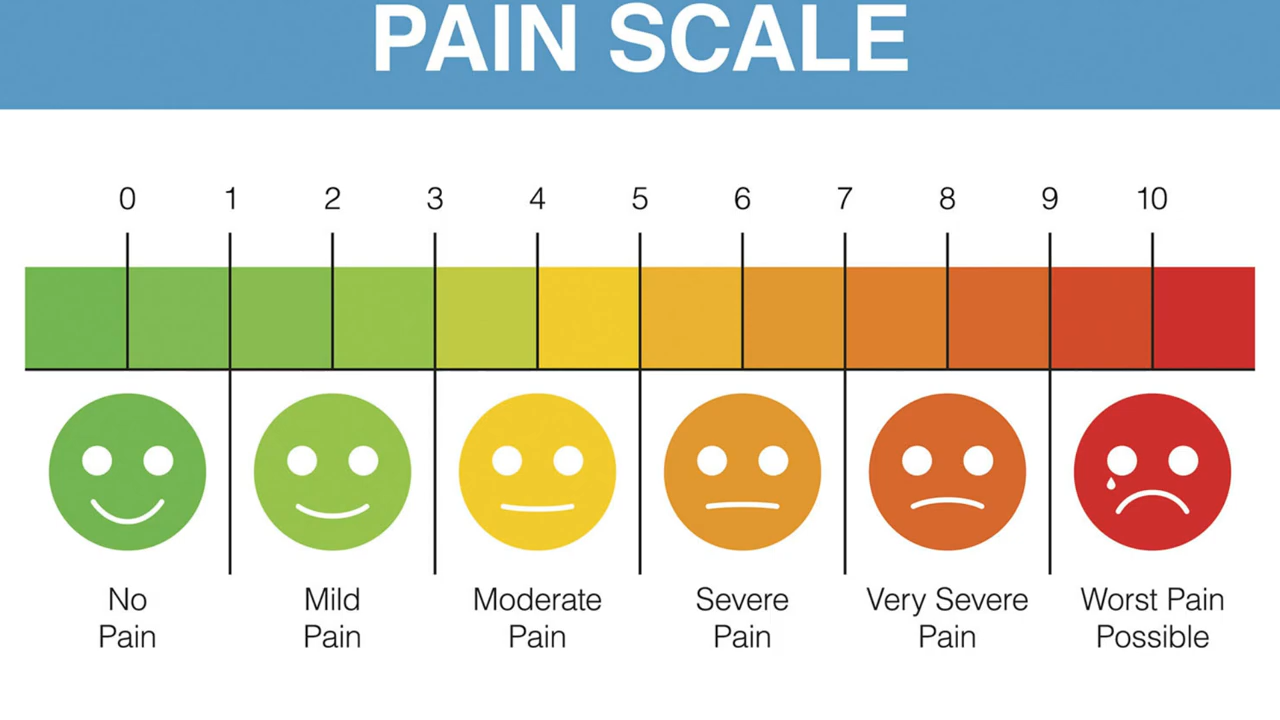 PAIN SCALE
0 1 2 3 4 5 6 7 8 9 10
No Pain
Mild Pain
Moderate Pain
Severe Pain
Very Severe Pain
Worst Pain Possible